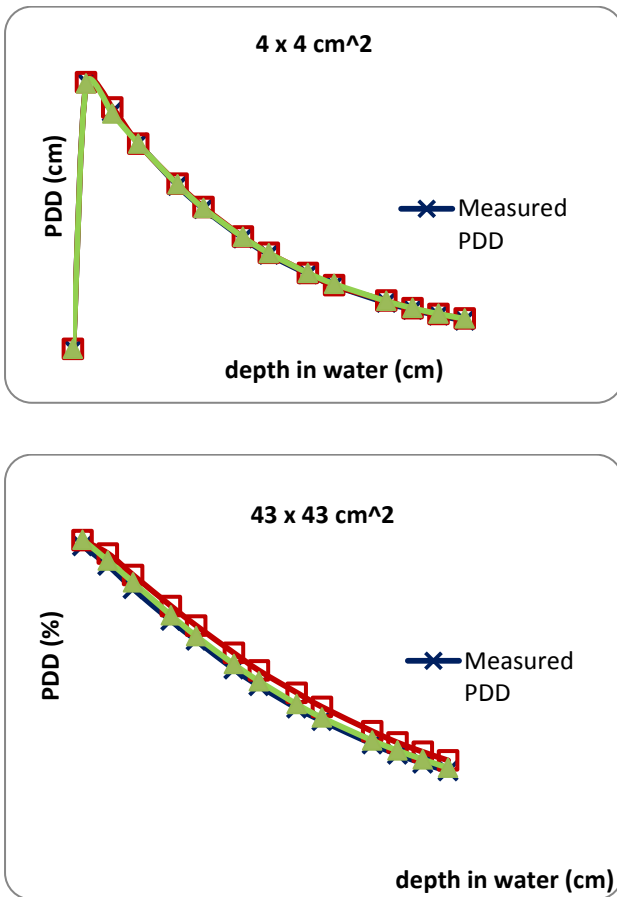 4 x 4 cm^2
PDD (cm)
Measured
PDD
depth in water (cm)
43 x 43 cm^2
PDD (%)
Measured
PDD
depth in water (cm)